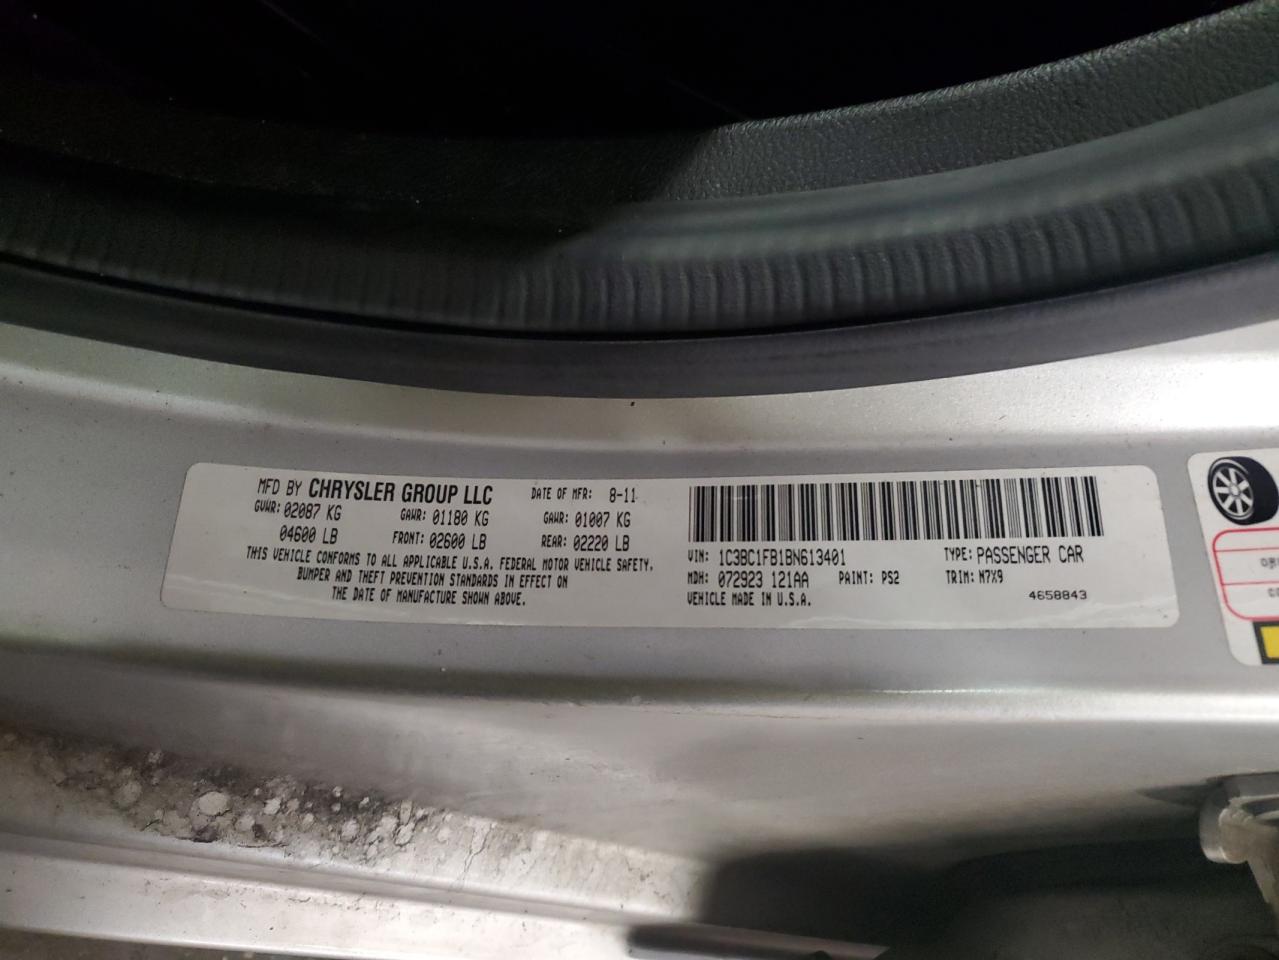 MFD BY CHRYSLER GROUP LLC DATE OF MFR: 8-11
GVWR: 02087 KG GAWR: 01180 KG GAWR: 01007 KG
04600 LB FRONT: 02600 LB REAR: 02220 LB
THIS VEHICLE CONFORMS TO ALL APPLICABLE U.S.A. FEDERAL MOTOR VEHICLE SAFETY,
BUMPER AND THEFT PREVENTION STANDARDS IN EFFECT ON
THE DATE OF MANUFACTURE SHOWN ABOVE.
VIN: 1C3BC1FB1BN613401 TYPE: PASSENGER CAR
MDH: 072923 121AA PAINT: PS2 TRIM: N7X9
VEHICLE MADE IN U.S.A. 4658843